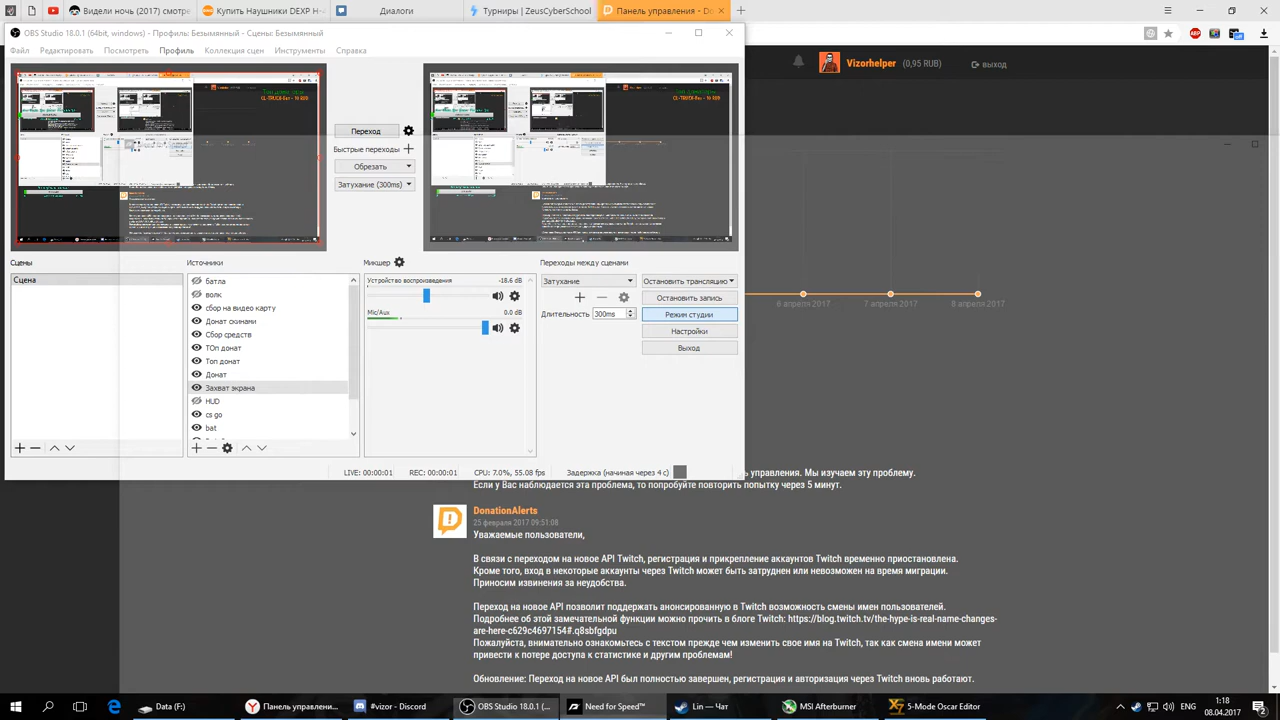 Видели ночь (2017) смотре
Купить Наушники DEXP H-
Диалоги
Турниры | ZeusCyberSchool
Панель управления - Do
OBS Studio 18.0.1 (64bit, windows) - Профиль: Безымянный - Сцены: Безымянный
Файл Редактировать Посмотреть Профиль Коллекция сцен Инструменты Справка
Vizorhelper (0,95 RUB) выход
Переход
Быстрые переходы
Обрезать
Затухание (300ms)
Сцены
Сцена
Источники
батла
волк
сбор на видео карту
Донат скинами
Сбор средств
ТОп донат
Топ донат
Донат
Захват экрана
HUD
cs go
bat
Микшер
Устройство воспроизведения -18.6 dB
Mic/Aux 0.0 dB
Переходы между сценами
Затухание
Длительность 300ms
Остановить трансляцию
Остановить запись
Режим студии
Настройки
Выход
6 апреля 2017 7 апреля 2017 8 апреля 2017
LIVE: 00:00:01 REC: 00:00:01 CPU: 7.0%, 55.08 fps Задержка (начиная через 4 с)
управления. Мы изучаем эту проблему.
Если у Вас наблюдается эта проблема, то попробуйте повторить попытку через 5 минут.
DonationAlerts
25 февраля 2017 09:51:08
Уважаемые пользователи,
В связи с переходом на новое API Twitch, регистрация и прикрепление аккаунтов Twitch временно приостановлена.
Кроме того, вход в некоторые аккаунты через Twitch может быть затруднен или невозможен на время миграции.
Приносим извинения за неудобства.
Переход на новое API позволит поддержать анонсированную в Twitch возможность смены имен пользователей.
Подробнее об этой замечательной функции можно прочить в блоге Twitch: https://blog.twitch.tv/the-hype-is-real-name-changes-
are-here-c629c4697154#.q8sbfgdpu
Пожалуйста, внимательно ознакомьтесь с текстом прежде чем изменить свое имя на Twitch, так как смена имени может
привести к потере доступа к статистике и другим проблемам!
Обновление: Переход на новое API был полностью завершен, регистрация и авторизация через Twitch вновь работают.
Data (F:)
Панель управлени...
#vizor - Discord
OBS Studio 18.0.1 (...
Need for Speed™
Lin — Чат
MSI Afterburner
5-Mode Oscar Editor
ENG
1:18
08.04.2017